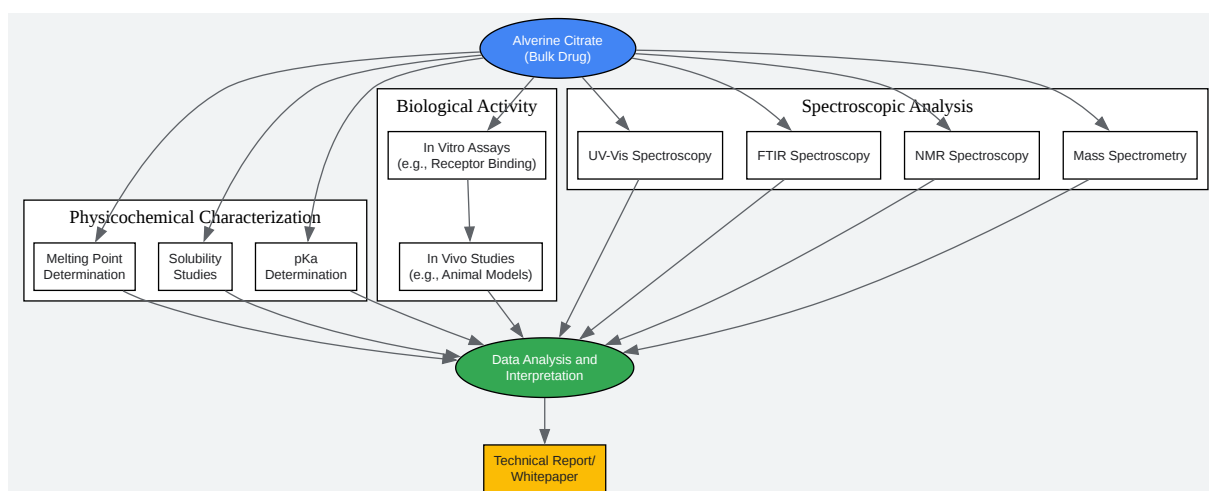 Alverine Citrate
(Bulk Drug)
Biological Activity
Spectroscopic Analysis
In Vitro Assays
(e.g., Receptor Binding)
UV-Vis Spectroscopy
FTIR Spectroscopy
NMR Spectroscopy
Mass Spectrometry
Physicochemical Characterization
Melting Point
Determination
Solubility
Studies
pKa
Determination
In Vivo Studies
(e.g., Animal Models)
Data Analysis and
Interpretation
Technical Report/
Whitepaper